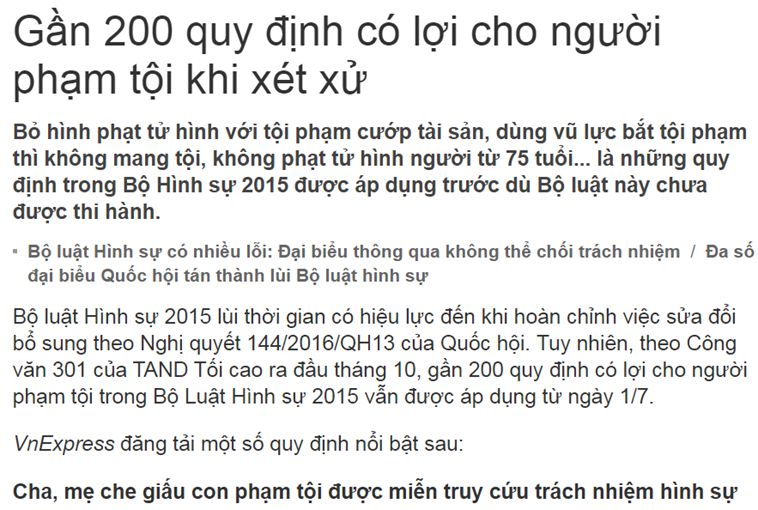 Gần 200 quy định có lợi cho người
phạm tội khi xét xử
Bỏ hình phạt tử hình với tội phạm cướp tài sản, dùng vũ lực bắt tội phạm
thì không mang tội, không phạt tử hình người từ 75 tuổi... là những quy
định trong Bộ Hình sự 2015 được áp dụng trước dù Bộ luật này chưa
được thi hành.
Bộ luật Hình sự có nhiều lỗi: Đại biểu thông qua không thể chối trách nhiệm / Đa số
đại biểu Quốc hội tán thành lùi Bộ luật hình sự
Bộ luật Hình sự 2015 lùi thời gian có hiệu lực đến khi hoàn chỉnh việc sửa đổi
bổ sung theo Nghị quyết 144/2016/QH13 của Quốc hội. Tuy nhiên, theo Công
văn 301 của TAND Tối cao ra đầu tháng 10, gần 200 quy định có lợi cho người
phạm tội trong Bộ Luật Hình sự 2015 vẫn được áp dụng từ ngày 1/7.
VnExpress đăng tải một số quy định nổi bật sau:
Cha, mẹ che giấu con phạm tội được miễn truy cứu trách nhiệm hình sự